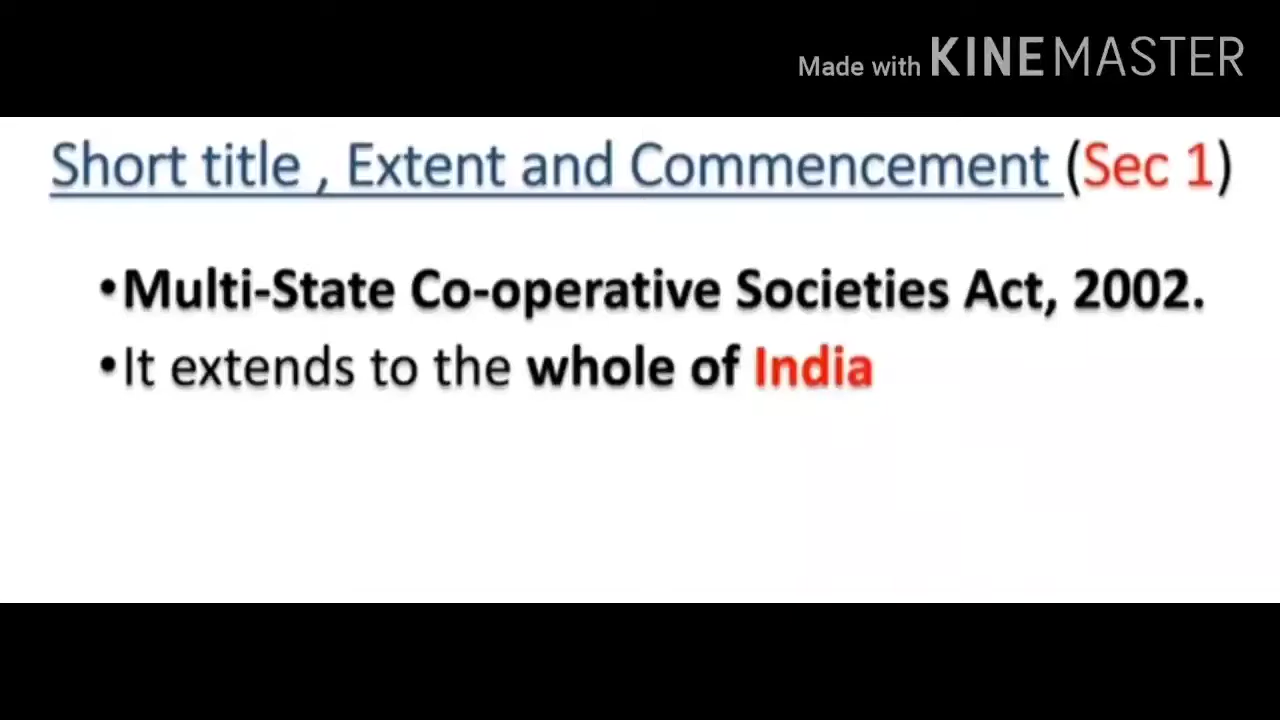 Made with KINEMASTER
Short title , Extent and Commencement (Sec 1)
•Multi-State Co-operative Societies Act, 2002.
•It extends to the whole of India